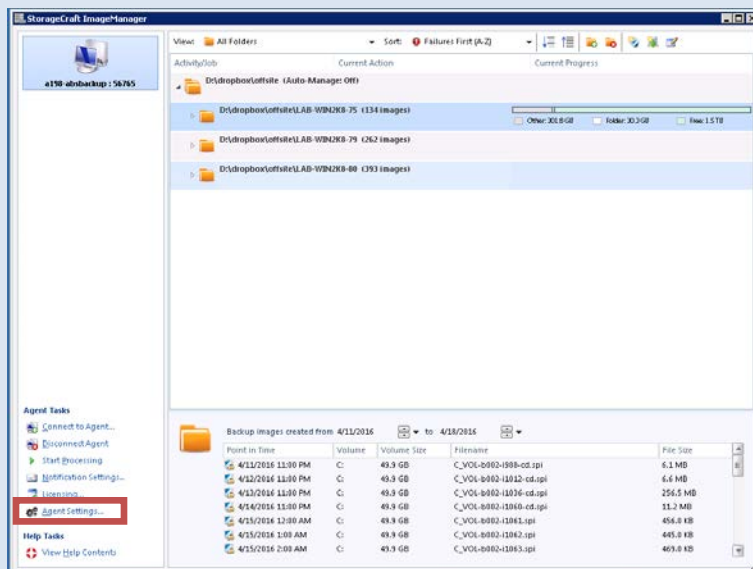 StorageCraft ImageManager
a198-absbackup : 56765
View: All Folders Sort: Failures First (A-Z)
Activity/Job Current Action Current Progress
D:\dropbox\offsite (Auto-Manage: Off)
D:\dropbox\offsite\LAB-WIN2K8-75 (134 images)
Other: 301.8 GB Folder: 30.3 GB Free: 1.5 TB
D:\dropbox\offsite\LAB-WIN2K8-79 (262 images)
D:\dropbox\offsite\LAB-WIN2K8-80 (393 images)
Agent Tasks
Connect to Agent...
Disconnect Agent
Start Processing
Notification Settings...
Licensing...
Agent Settings...
Help Tasks
View Help Contents
Backup images created from 4/11/2016 to 4/18/2016
Point in Time Volume Volume Size Filename File Size
4/11/2016 11:00 PM C: 49.9 GB C_VOL-b002-i988-cd.spi 6.1 MB
4/12/2016 11:00 PM C: 49.9 GB C_VOL-b002-i1012-cd.spi 6.6 MB
4/13/2016 11:00 PM C: 49.9 GB C_VOL-b002-i1036-cd.spi 256.5 MB
4/14/2016 11:00 PM C: 49.9 GB C_VOL-b002-i1060-cd.spi 11.2 MB
4/15/2016 12:00 AM C: 49.9 GB C_VOL-b002-i1061.spi 456.0 KB
4/15/2016 1:00 AM C: 49.9 GB C_VOL-b002-i1062.spi 445.0 KB
4/15/2016 2:00 AM C: 49.9 GB C_VOL-b002-i1063.spi 469.0 KB